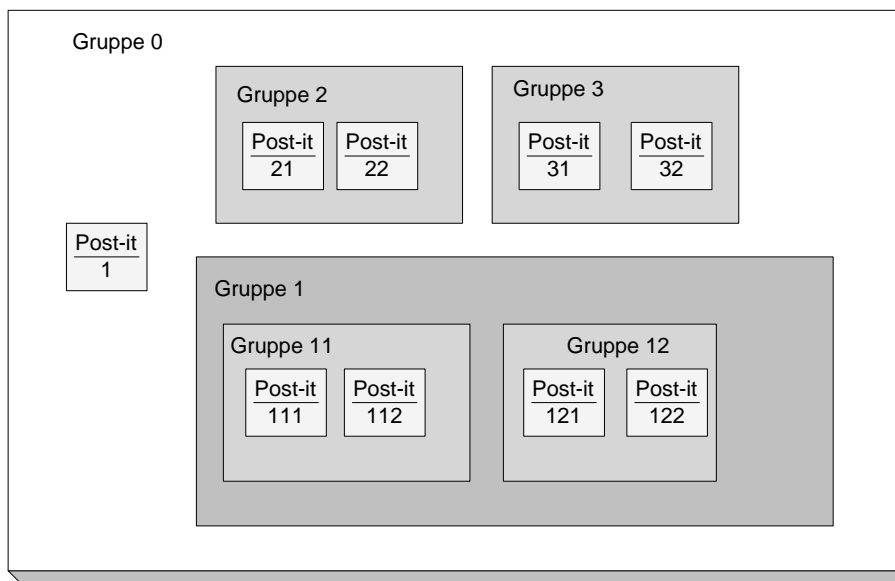 Gruppe 0
Gruppe 2
Post-it
21
Post-it
22
Gruppe 3
Post-it
31
Post-it
32
Post-it
1
Gruppe 1
Gruppe 11
Post-it
111
Post-it
112
Gruppe 12
Post-it
121
Post-it
122